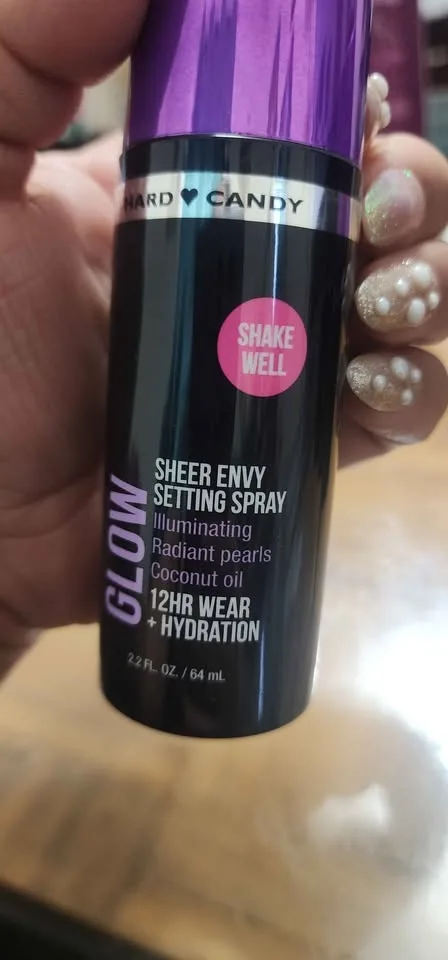 HARD ♥ CANDY
SHAKE
WELL
GLOW
SHEER ENVY
SETTING SPRAY
Illuminating
Radiant pearls
Coconut oil
12HR WEAR
+ HYDRATION
2.2 FL. OZ. / 64 mL